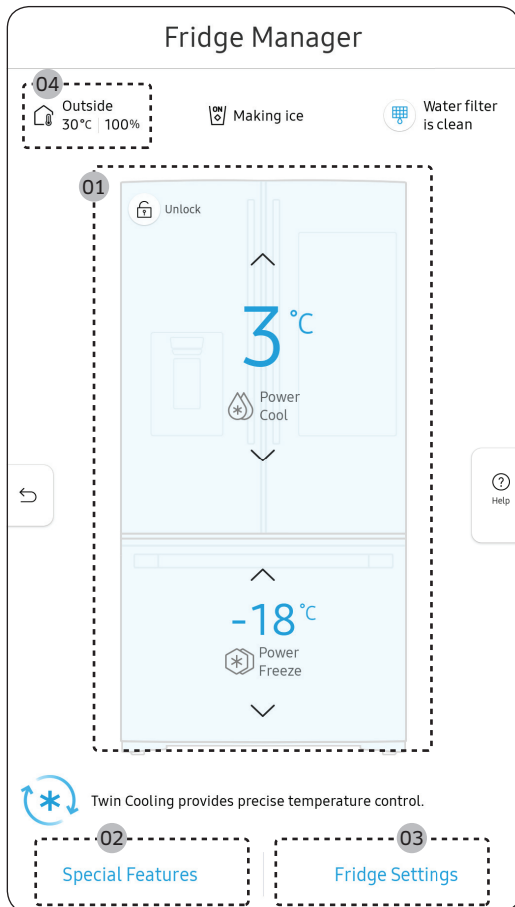 Fridge Manager
04
Outside
30°C | 100%
ON
Making ice
Water filter
is clean
01
Unlock
3 °C
Power
Cool
Help
-18 °C
Power
Freeze
Twin Cooling provides precise temperature control.
02
03
Special Features
Fridge Settings